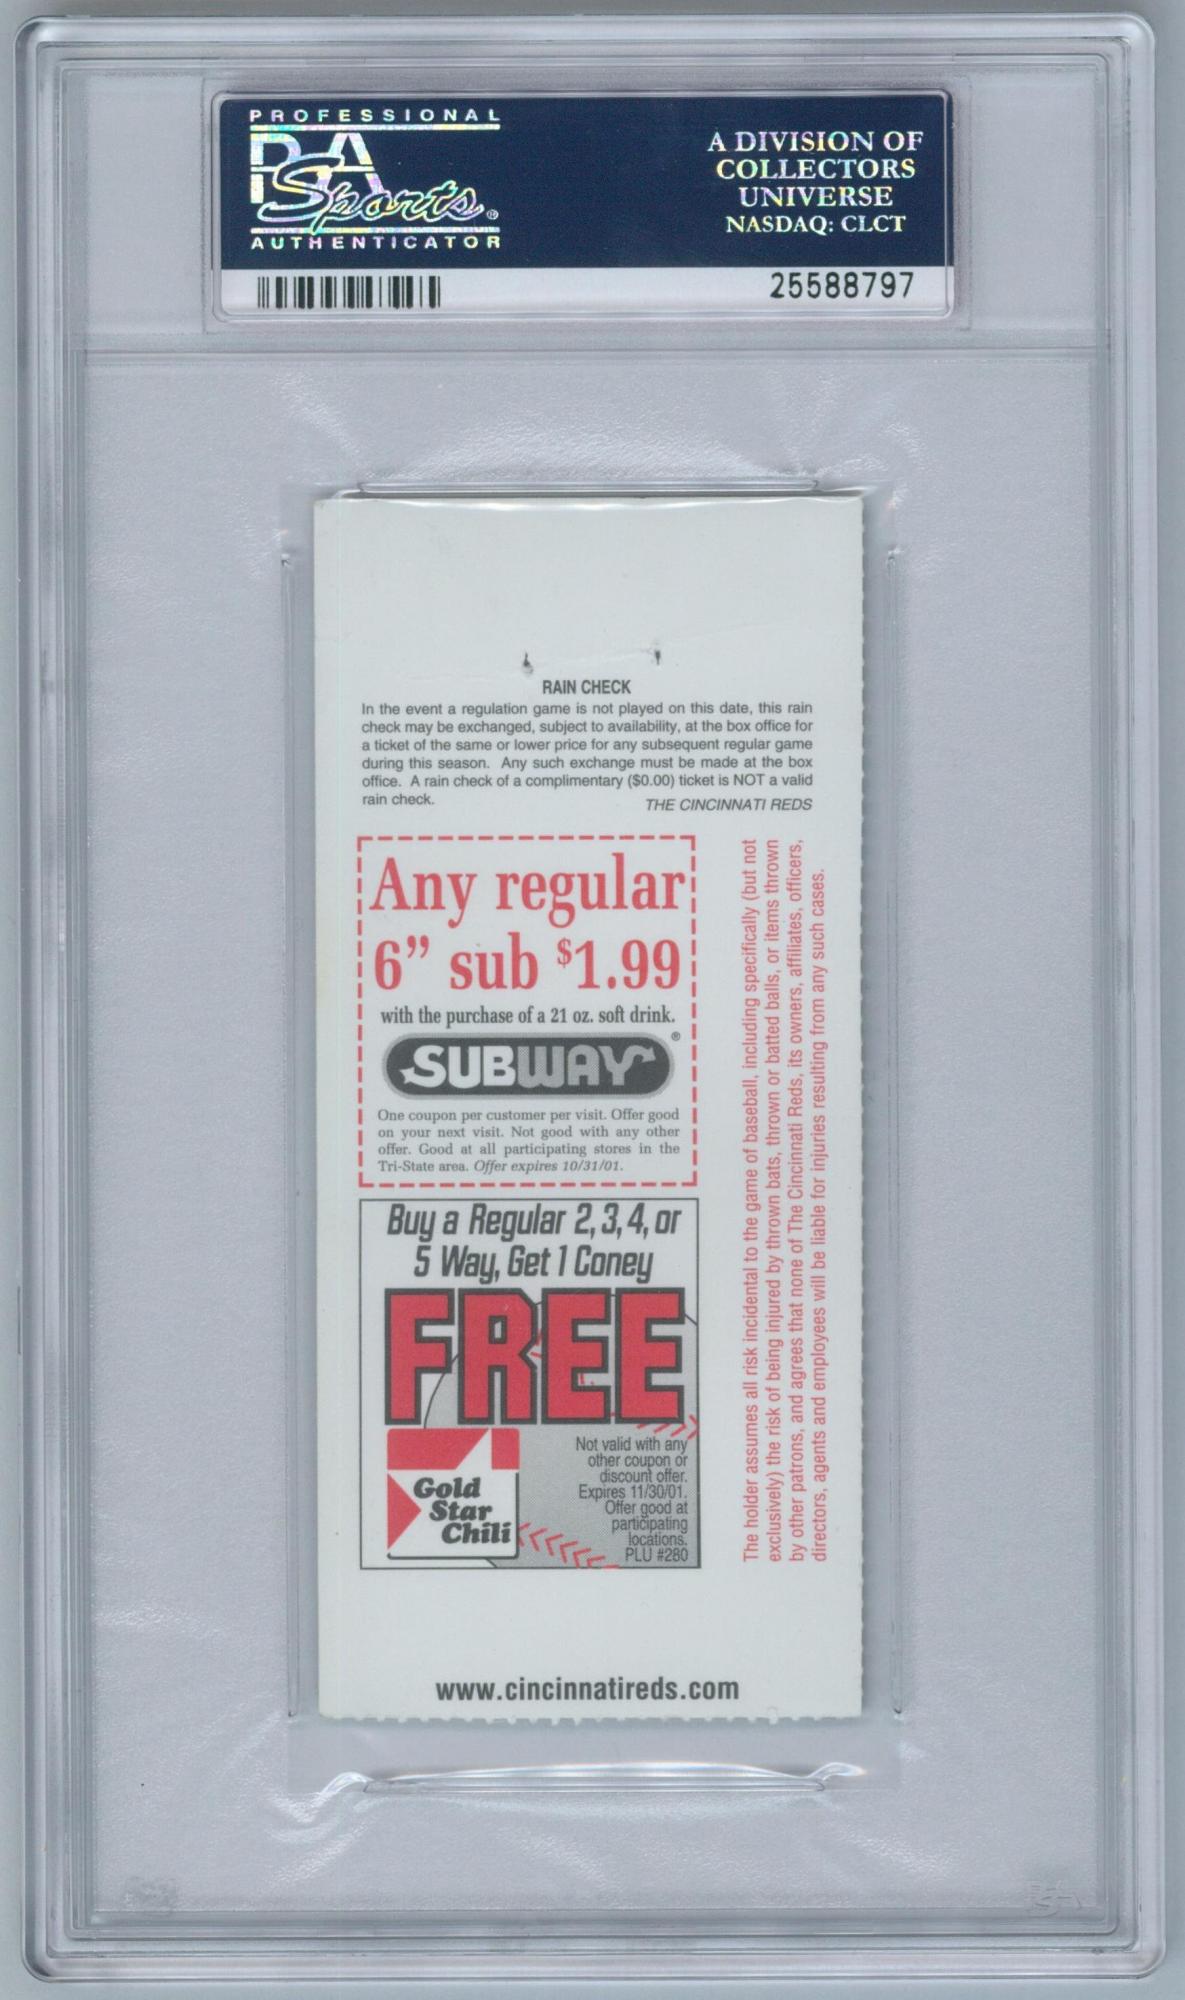 PROFESSIONAL
PSA
Sports®
AUTHENTICATOR
A DIVISION OF
COLLECTORS
UNIVERSE
NASDAQ: CLCT
25588797
RAIN CHECK
In the event a regulation game is not played on this date, this rain
check may be exchanged, subject to availability, at the box office for
a ticket of the same or lower price for any subsequent regular game
during this season. Any such exchange must be made at the box
office. A rain check of a complimentary ($0.00) ticket is NOT a valid
rain check.
THE CINCINNATI REDS
Any regular
6” sub $1.99
with the purchase of a 21 oz. soft drink.
SUBWAY®
One coupon per customer per visit. Offer good
on your next visit. Not good with any other
offer. Good at all participating stores in the
Tri-State area. Offer expires 10/31/01.
Buy a Regular 2,3,4, or
5 Way, Get 1 Coney
FREE
Gold
Star
Chili
Not valid with any
other coupon or
discount offer.
Expires 11/30/01.
Offer good at
participating
locations.
PLU #280
The holder assumes all risk incidental to the game of baseball, including specifically (but not
exclusively) the risk of being injured by thrown bats, thrown or batted balls, or items thrown
by other patrons, and agrees that none of The Cincinnati Reds, its owners, affiliates, officers,
directors, agents and employees will be liable for injuries resulting from any such cases.
www.cincinnatireds.com